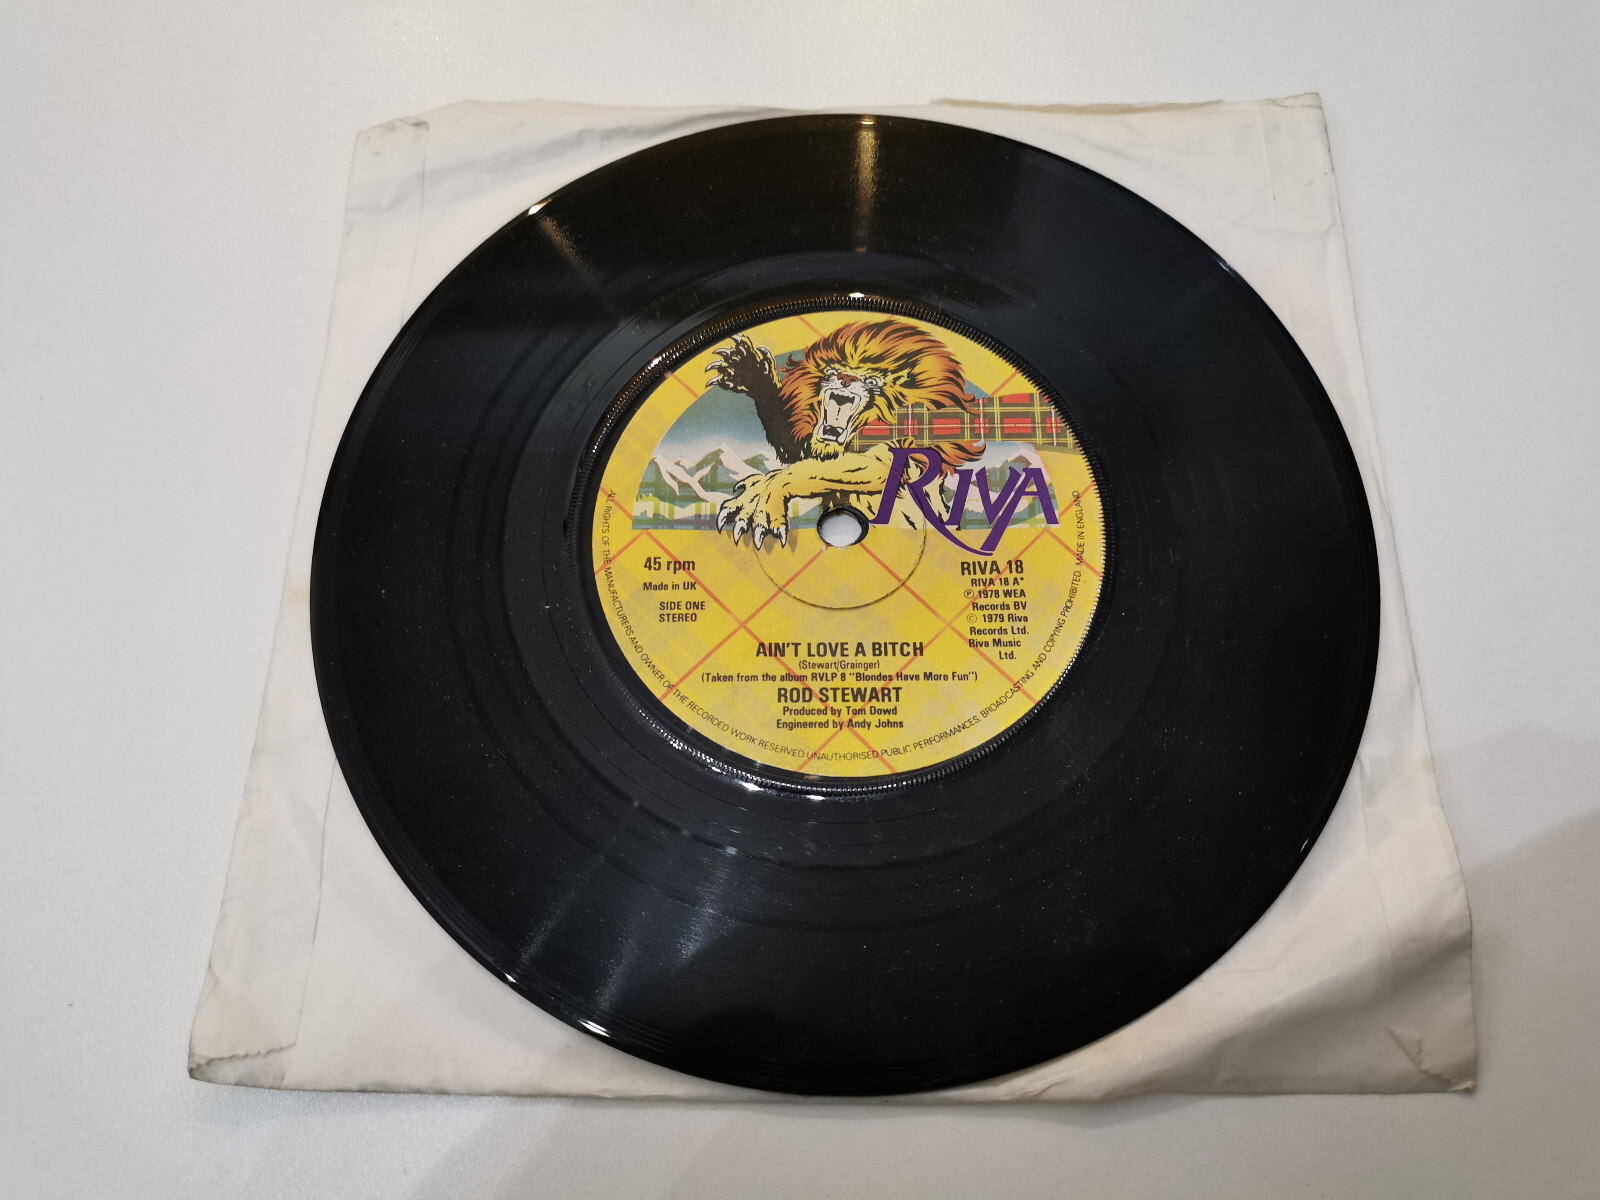 RIVA
45 rpm
Made in UK
SIDE ONE
STEREO
RIVA 18
RIVA 18 A*
Ⓟ 1978 WEA
Records BV
© 1979 Riva
Records Ltd.
Riva Music
Ltd.
AIN'T LOVE A BITCH
(Stewart/Grainger)
(Taken from the album RVLP 8 "Blondes Have More Fun")
ROD STEWART
Produced by Tom Dowd
Engineered by Andy Johns
ALL RIGHTS OF THE MANUFACTURERS AND OWNER OF THE RECORDED WORK RESERVED. UNAUTHORISED PUBLIC PERFORMANCES, BROADCASTING AND COPYING PROHIBITED. MADE IN ENGLAND